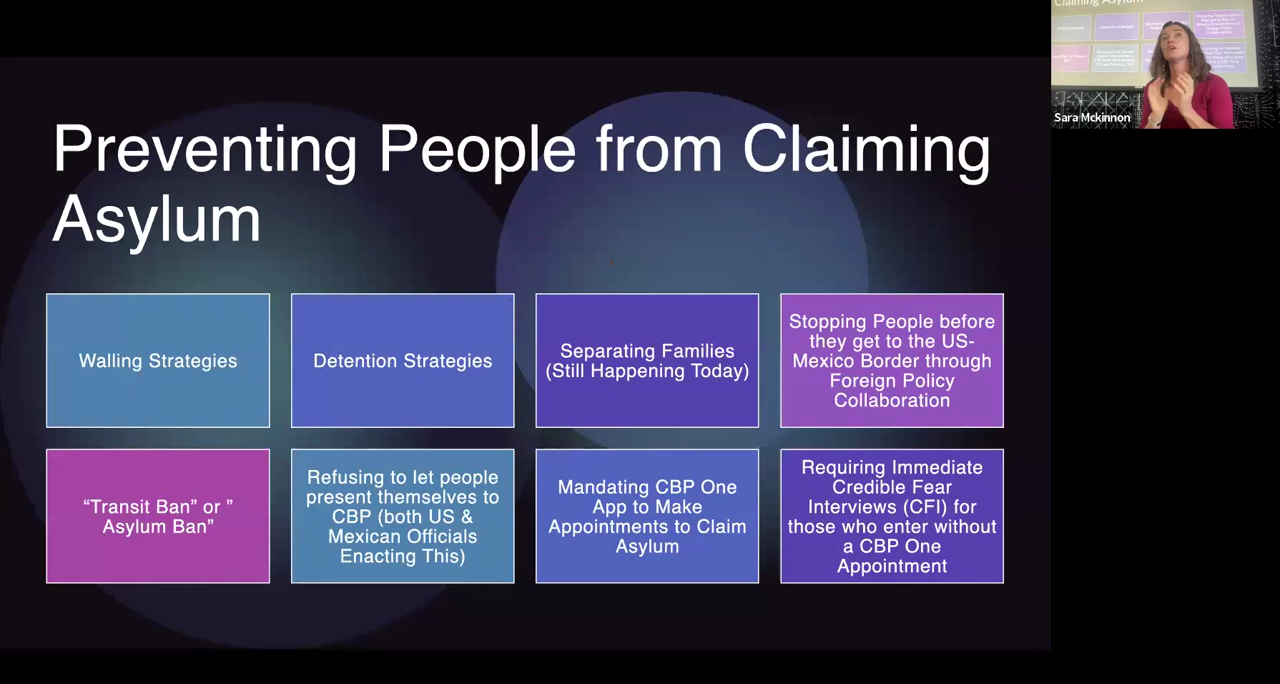 Preventing People from Claiming
Asylum
Walling Strategies
Detention Strategies
Separating Families
(Still Happening Today)
Stopping People before
they get to the US-
Mexico Border through
Foreign Policy
Collaboration
“Transit Ban” or ”
Asylum Ban”
Refusing to let people
present themselves to
CBP (both US &
Mexican Officials
Enacting This)
Mandating CBP One
App to Make
Appointments to Claim
Asylum
Requiring Immediate
Credible Fear
Interviews (CFI) for
those who enter without
a CBP One
Appointment
Claiming Asylum
Sara Mckinnon